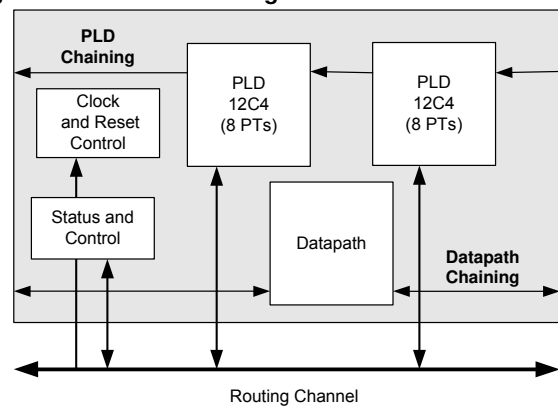 PLD
Chaining
PLD
12C4
(8 PTs)
PLD
12C4
(8 PTs)
Clock
and Reset
Control
Status and
Control
Datapath
Datapath
Chaining
Routing Channel